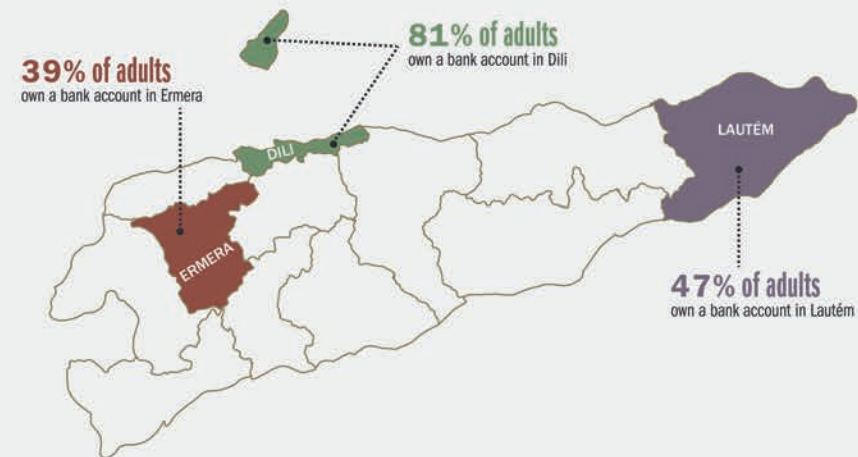 81% of adults
own a bank account in Dili
39% of adults
own a bank account in Ermera
LAUTÉM
DILI
ERMERA
47% of adults
own a bank account in Lautém